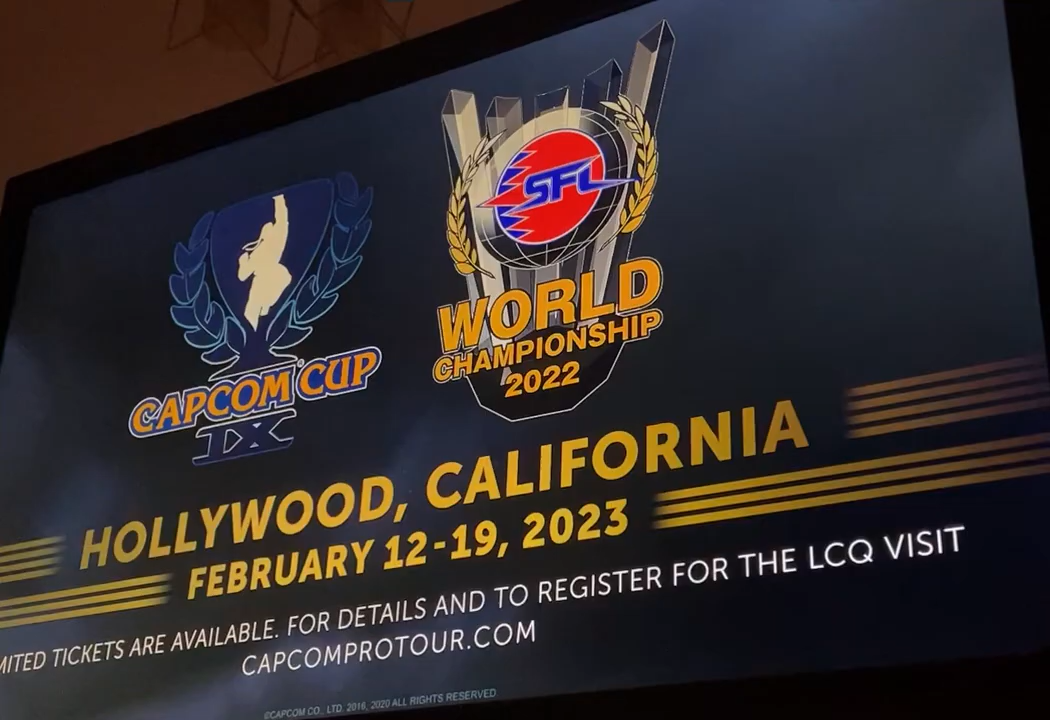 CAPCOM CUP
IX
SFL
WORLD
CHAMPIONSHIP
2022
HOLLYWOOD, CALIFORNIA
FEBRUARY 12-19, 2023
TICKETS ARE AVAILABLE. FOR DETAILS AND TO REGISTER FOR THE LCQ VISIT
CAPCOMPROTOUR.COM
©CAPCOM CO., LTD. 2016, 2020 ALL RIGHTS RESERVED